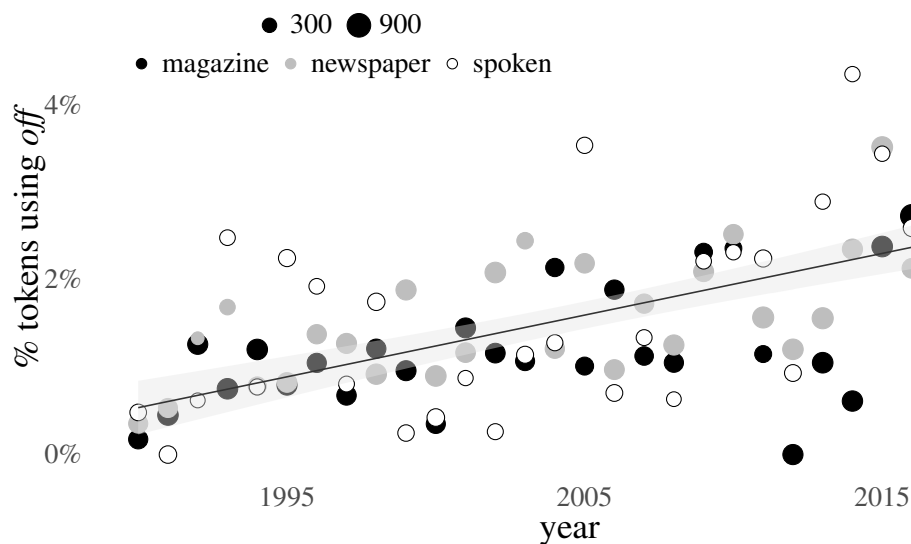 300 900
magazine newspaper spoken
4%
2%
0%
% tokens using off
1995 2005 2015
year